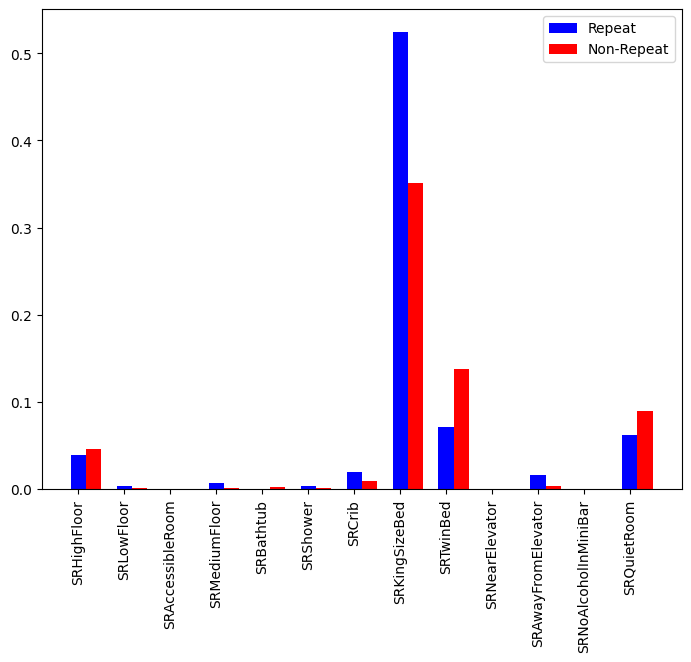 Repeat
Non-Repeat
0.5
0.4
0.3
0.2
0.1
0.0
SRHighFloor
SRLowFloor
SRAccessibleRoom
SRMediumFloor
SRBathtub
SRShower
SRCrib
SRKingSizeBed
SRTwinBed
SRNearElevator
SRAwayFromElevator
SRNoAlcoholInMiniBar
SRQuietRoom